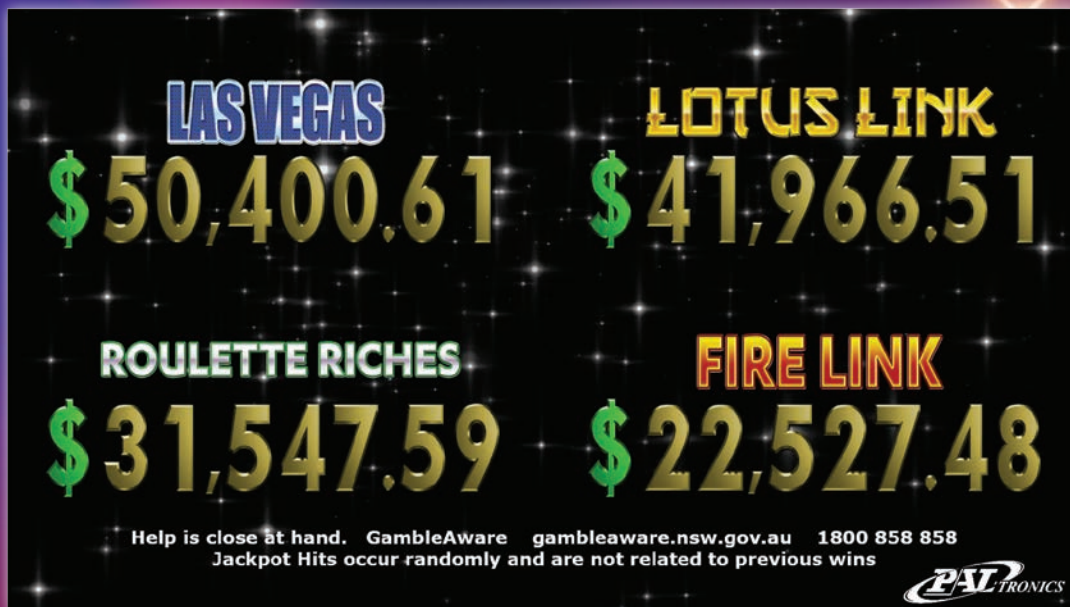 LAS VEGAS
$50,400.61
LOTUS LINK
$41,966.51
ROULETTE RICHES
$31,547.59
FIRE LINK
$22,527.48
Help is close at hand. GambleAware gambleaware.nsw.gov.au 1800 858 858
Jackpot Hits occur randomly and are not related to previous wins
PALTRONICS